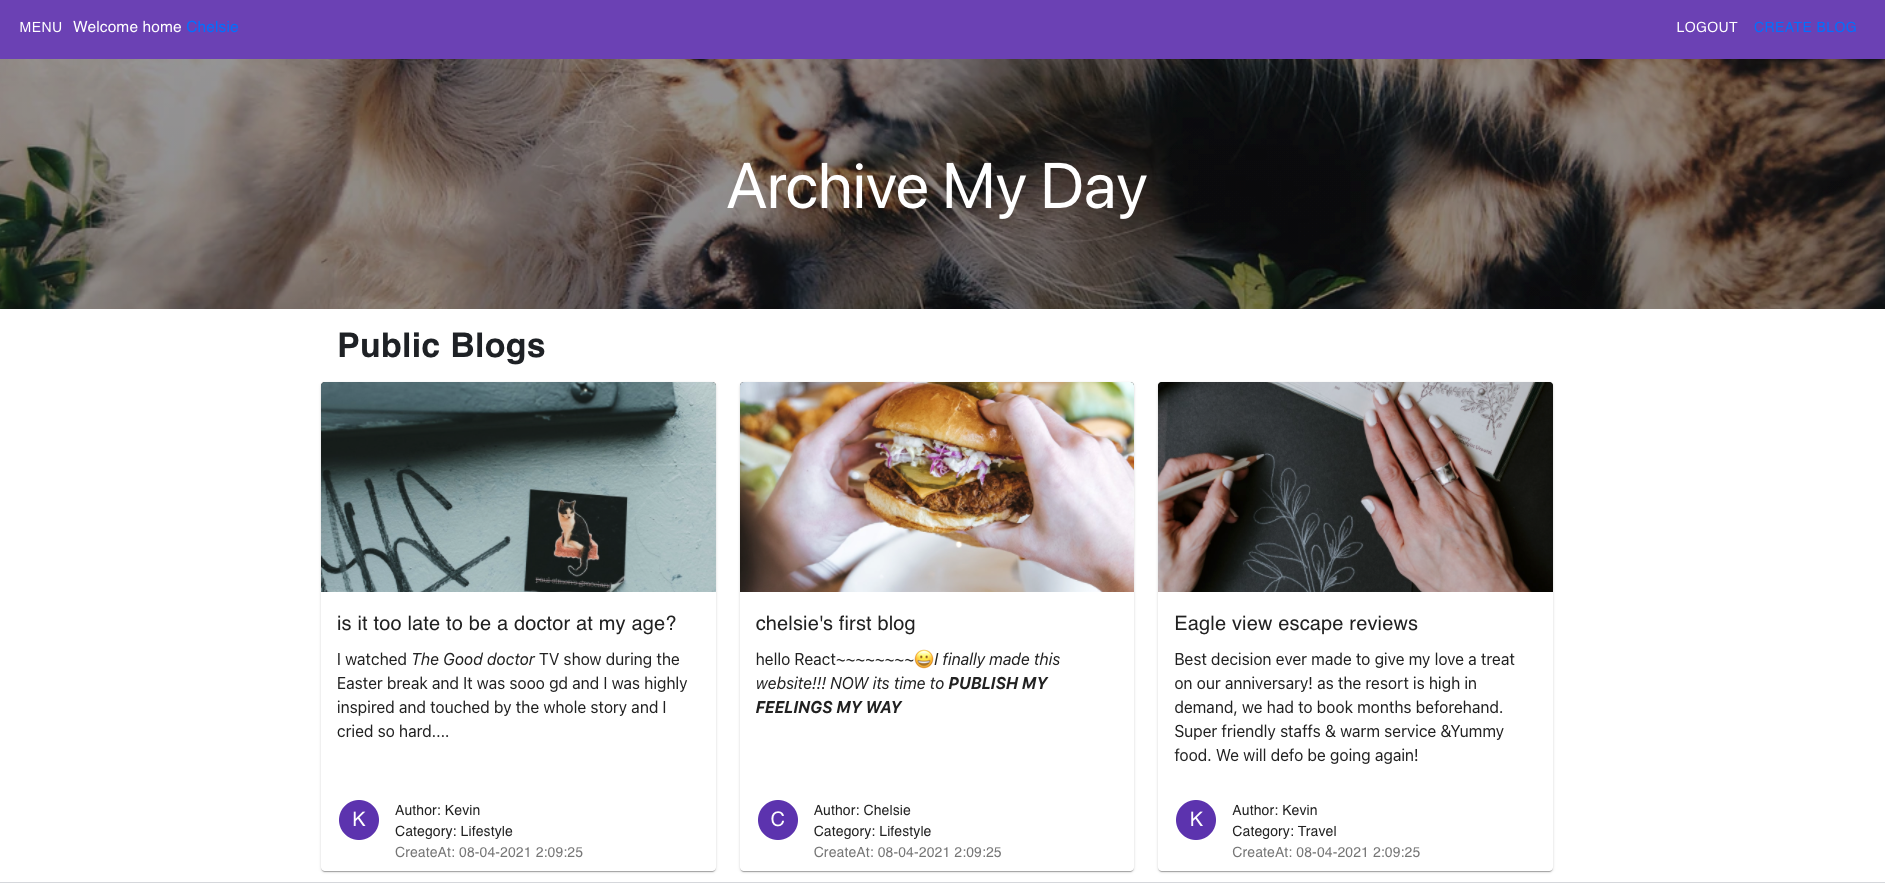 MENU Welcome home Chelsie LOGOUT CREATE BLOG
Archive My Day
Public Blogs
is it too late to be a doctor at my age?
I watched The Good doctor TV show during the
Easter break and It was sooo gd and I was highly
inspired and touched by the whole story and I
cried so hard....
Author: Kevin
Category: Lifestyle
CreateAt: 08-04-2021 2:09:25
K
chelsie's first blog
hello React~~~~~~~~😀I finally made this
website!!! NOW its time to PUBLISH MY
FEELINGS MY WAY
Author: Chelsie
Category: Lifestyle
CreateAt: 08-04-2021 2:09:25
C
Eagle view escape reviews
Best decision ever made to give my love a treat
on our anniversary! as the resort is high in
demand, we had to book months beforehand.
Super friendly staffs & warm service &Yummy
food. We will defo be going again!
Author: Kevin
Category: Travel
CreateAt: 08-04-2021 2:09:25
K